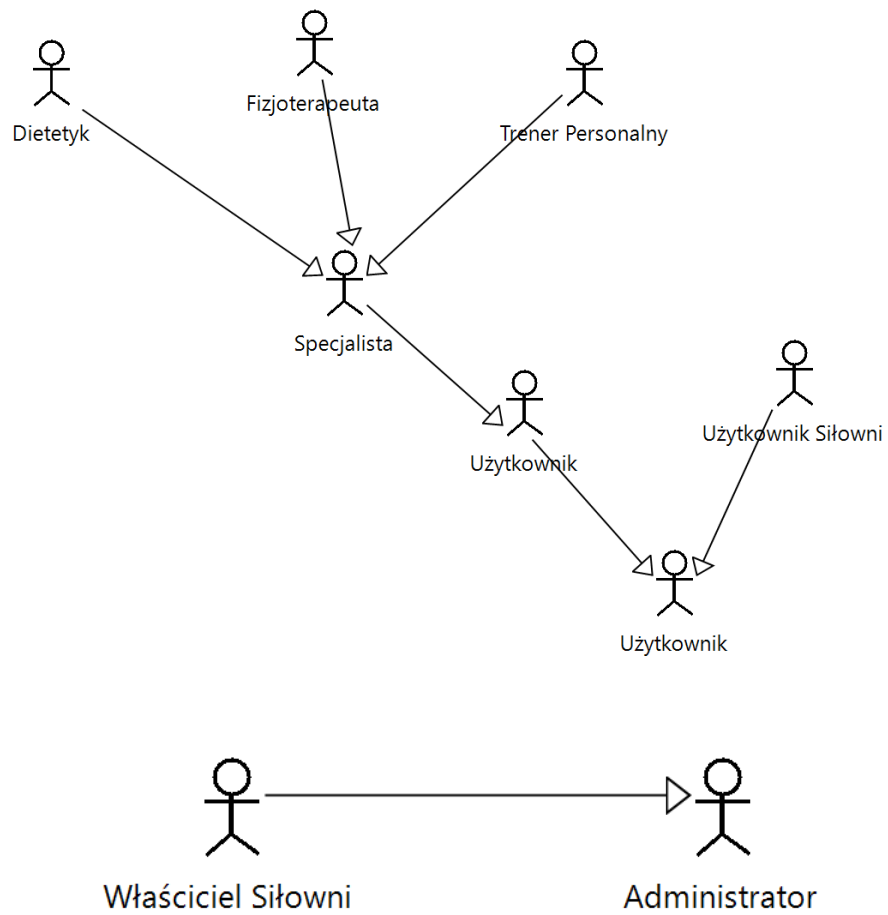 Fizjoterapeuta
Dietetyk
Trener Personalny
Specjalista
Użytkownik Siłowni
Użytkownik
Użytkownik
Właściciel Siłowni
Administrator